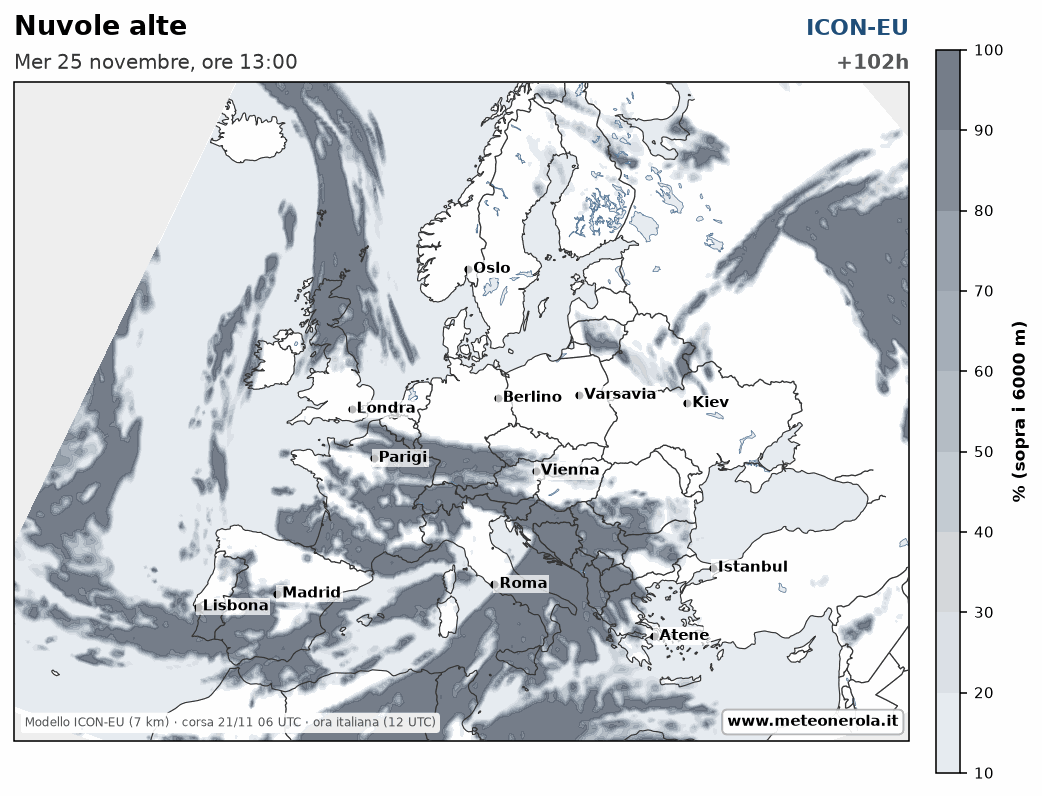 Nuvole alte
ICON-EU
Mer 25 novembre, ore 13:00
+102h
100
90
80
70
60
50
40
30
20
10
% (sopra i 6000 m)
Oslo
Berlino
Varsavia
Kiev
Londra
Parigi
Vienna
Istanbul
Roma
Madrid
Lisbona
Atene
Modello ICON-EU (7 km) · corsa 21/11 06 UTC · ora italiana (12 UTC)
www.meteonerola.it